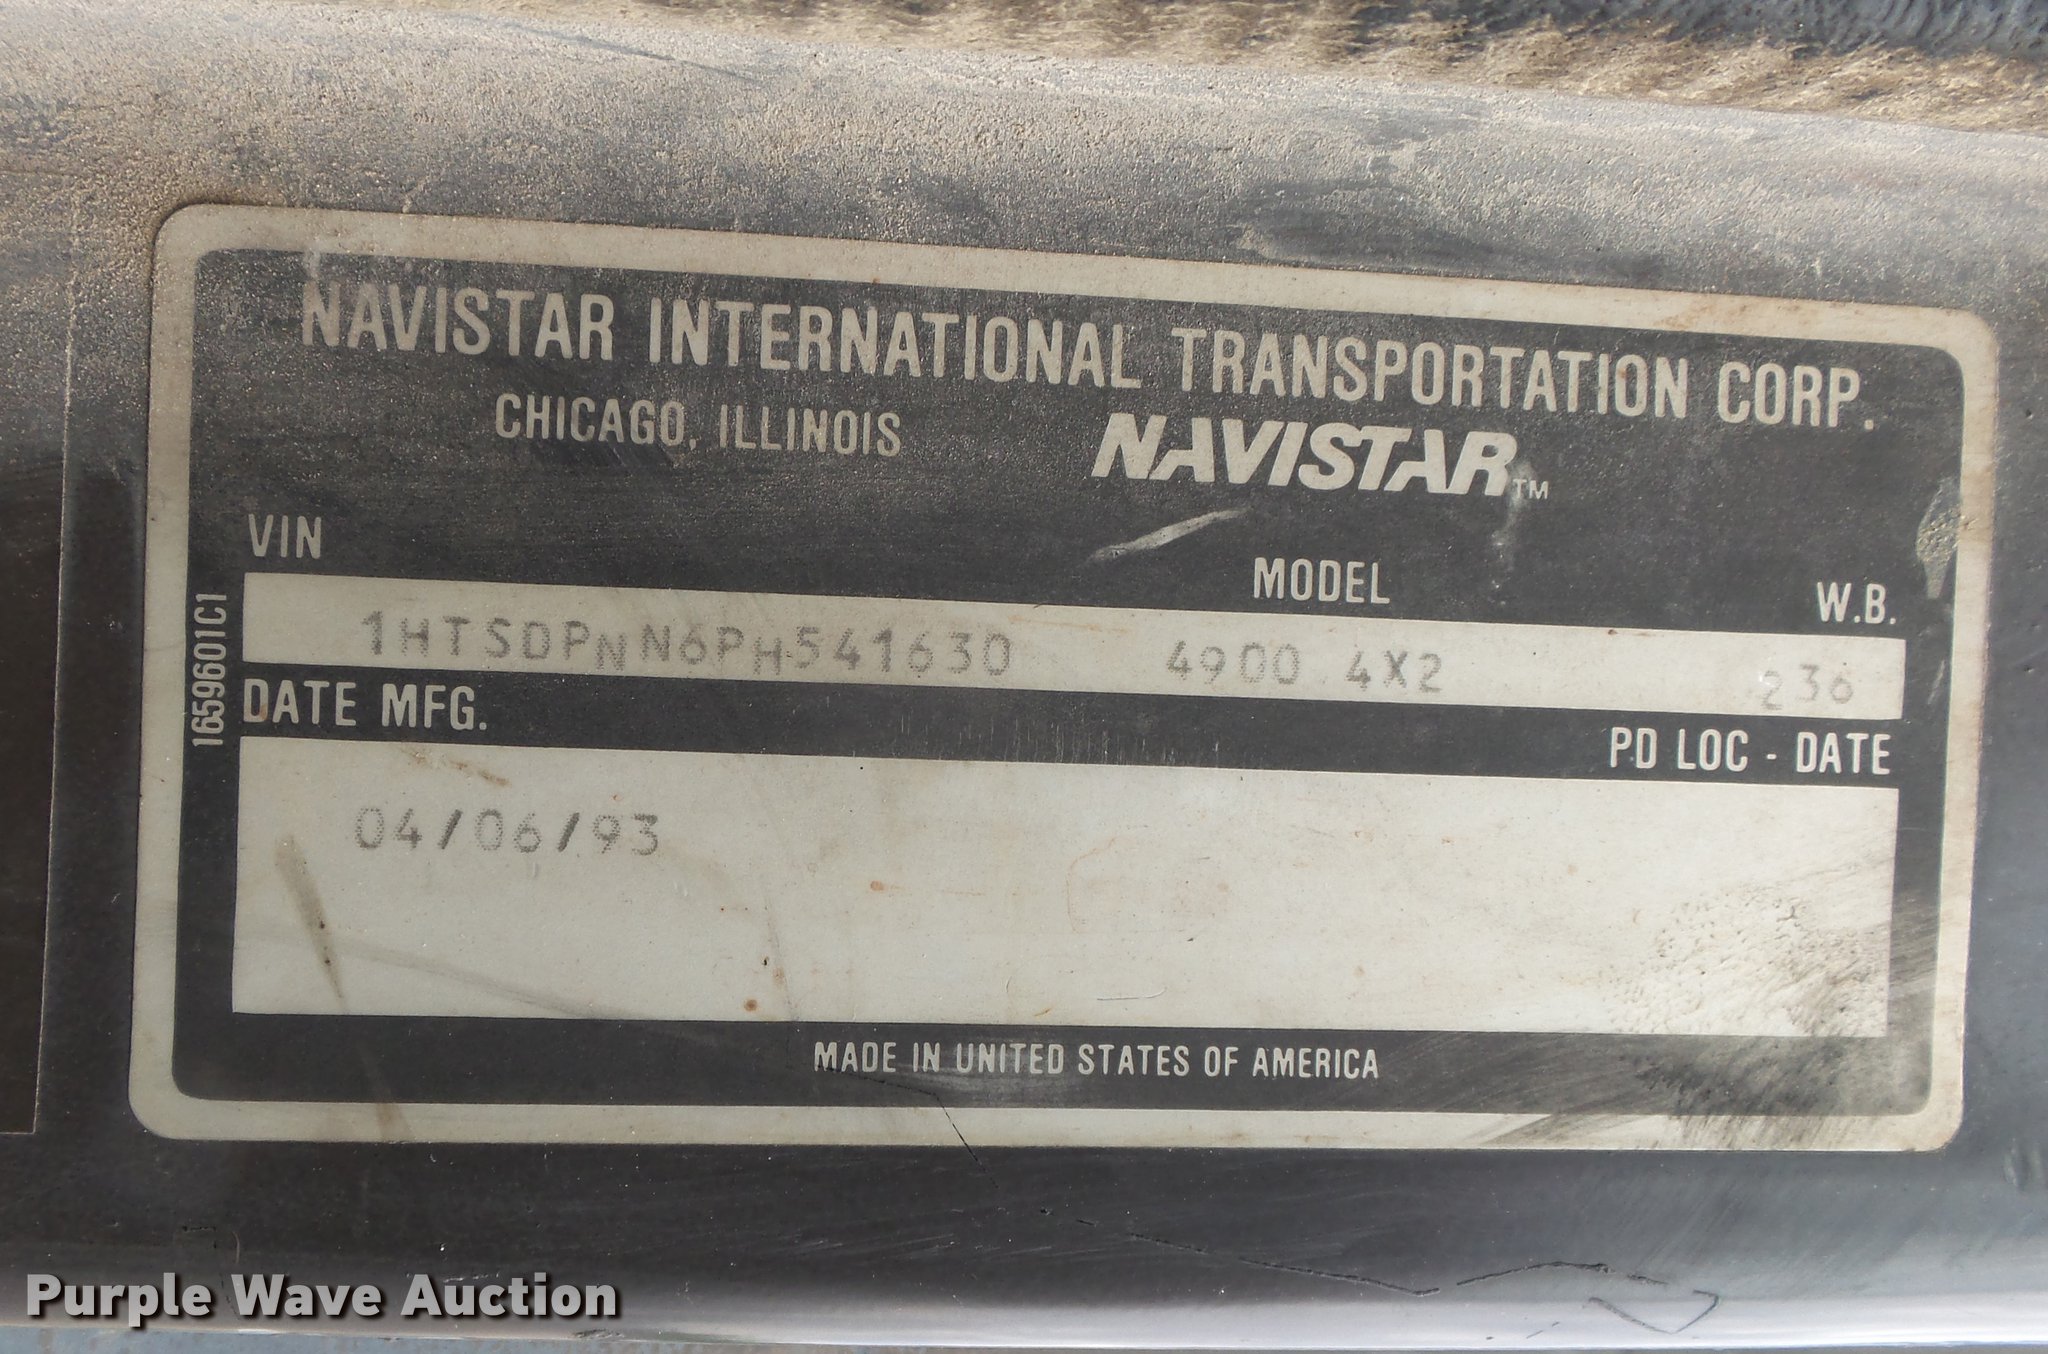 NAVISTAR INTERNATIONAL TRANSPORTATION CORP.
CHICAGO, ILLINOIS
NAVISTAR™
VIN
MODEL
W.B.
1HTSDPNN6PH541630
4900 4X2
236
1659601C1
DATE MFG.
PD LOC - DATE
04/06/93
MADE IN UNITED STATES OF AMERICA
Purple Wave Auction